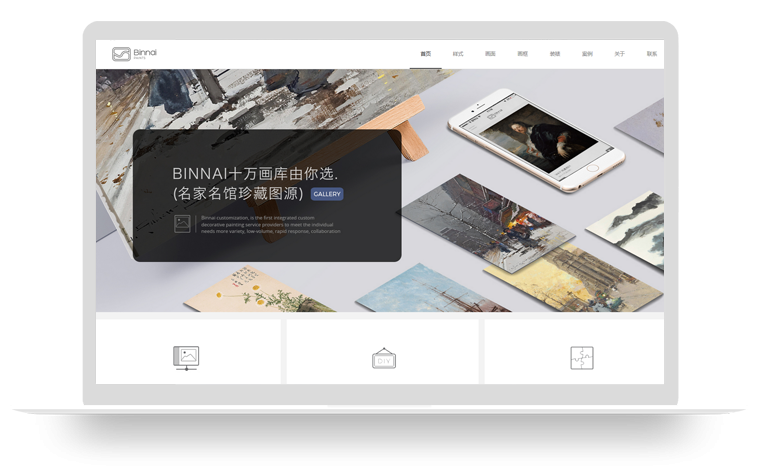 Binnai
首页 样式 画面 画框 装裱 案例 关于 联系
BINNAI十万画库由你选.
(名家名馆珍藏图源) GALLERY
Binnai customization, is the first integrated custom
decorative painting service providers to meet the individual
needs more variety, low-volume, rapid response, collaboration
DIY